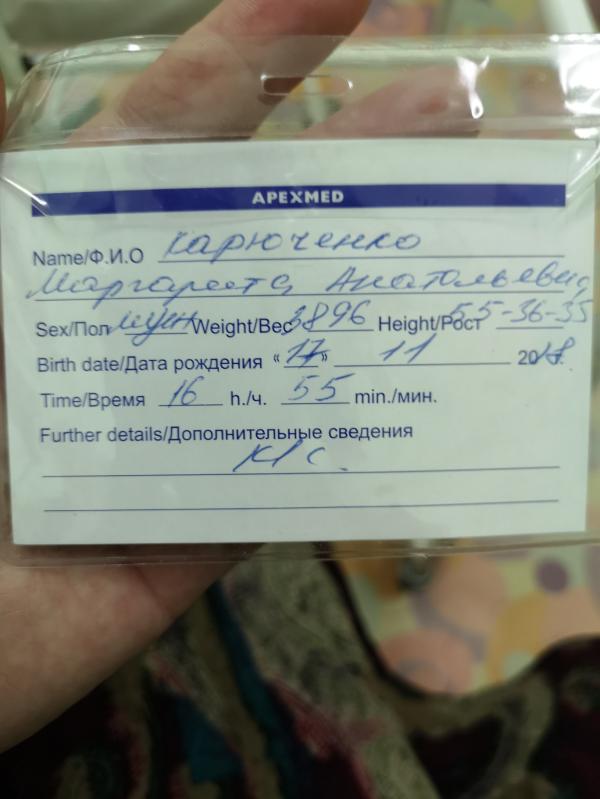 APEXMED
Name/Ф.И.О Карюченко
Маргарета Анатольевна
Sex/Пол муж Weight/Вес 3896 Height/Рост 55-36-35
Birth date/Дата рождения «17» 11 2018.
Time/Время 16 h./ч. 55 min./мин.
Further details/Дополнительные сведения
К/с.